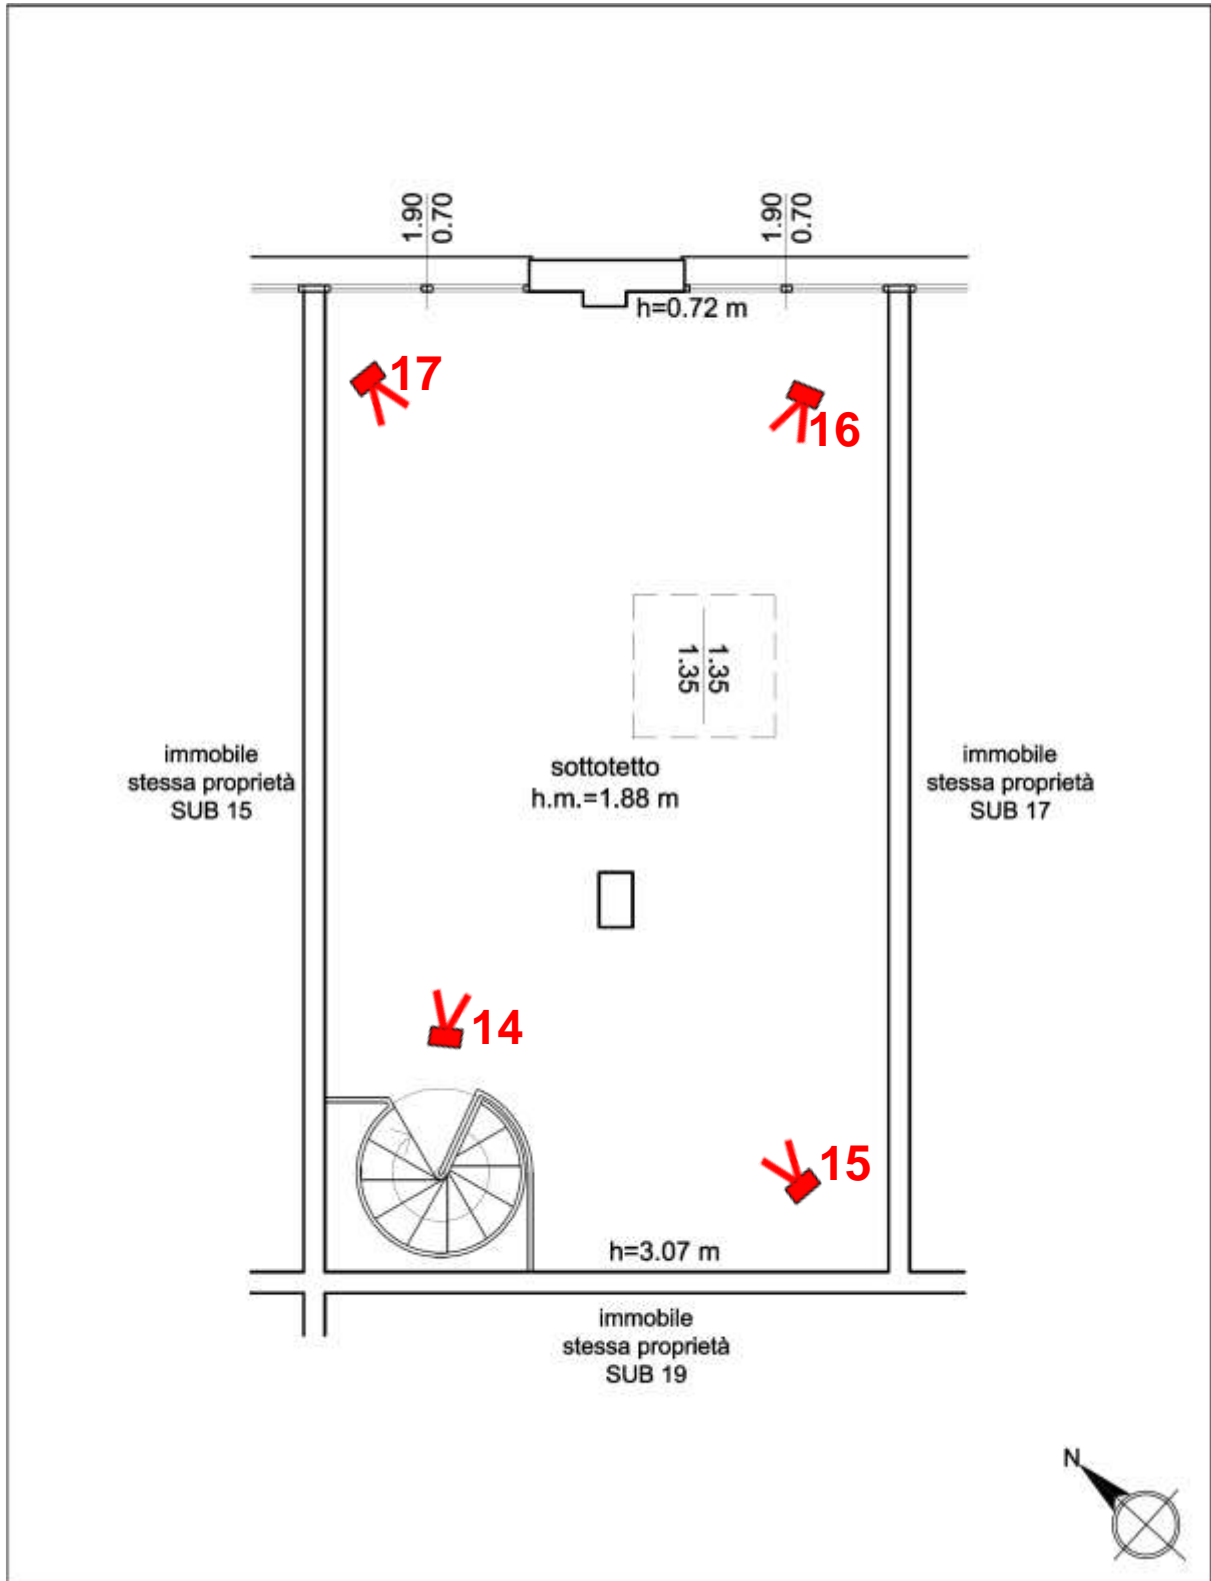 1.90
0.70
1.90
0.70
h=0.72 m
17
16
1.35
1.35
sottotetto
h.m.=1.88 m
immobile
stessa proprietà
SUB 15
immobile
stessa proprietà
SUB 17
14
15
h=3.07 m
immobile
stessa proprietà
SUB 19
N